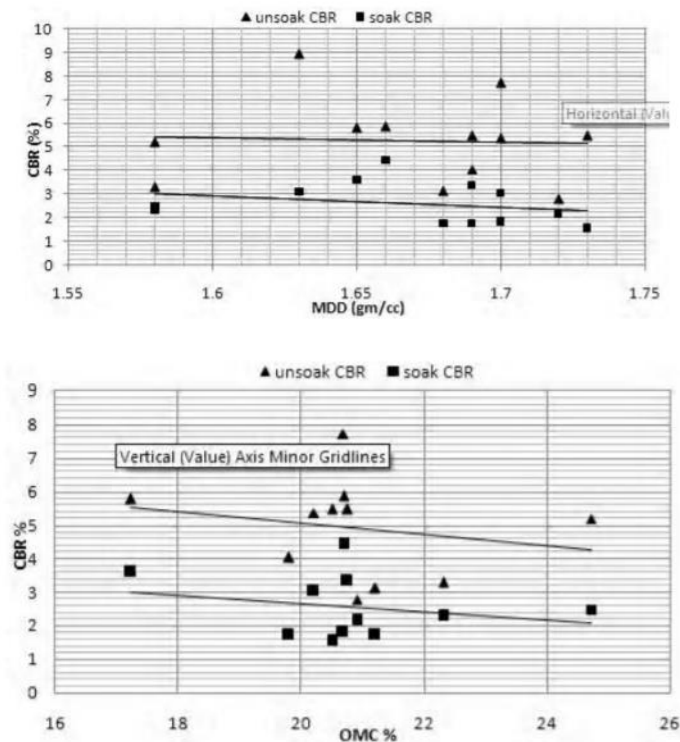 ▲ unsoak CBR ■ soak CBR
10
9
8
7
6
5
4
3
2
1
0
CBR (%)
Horizontal (Valu
1.55 1.6 1.65 1.7 1.75
MDD (gm/cc)
▲ unsoak CBR ■ soak CBR
9
8
7
6
5
4
3
2
1
0
CBR %
Vertical (Value) Axis Minor Gridlines
16 18 20 22 24 26
OMC %